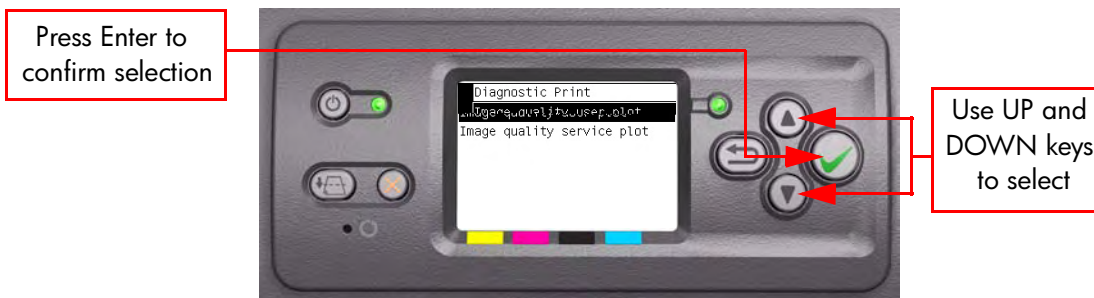 Press Enter to
confirm selection
Diagnostic Print
Image quality service plot
Use UP and
DOWN keys
to select